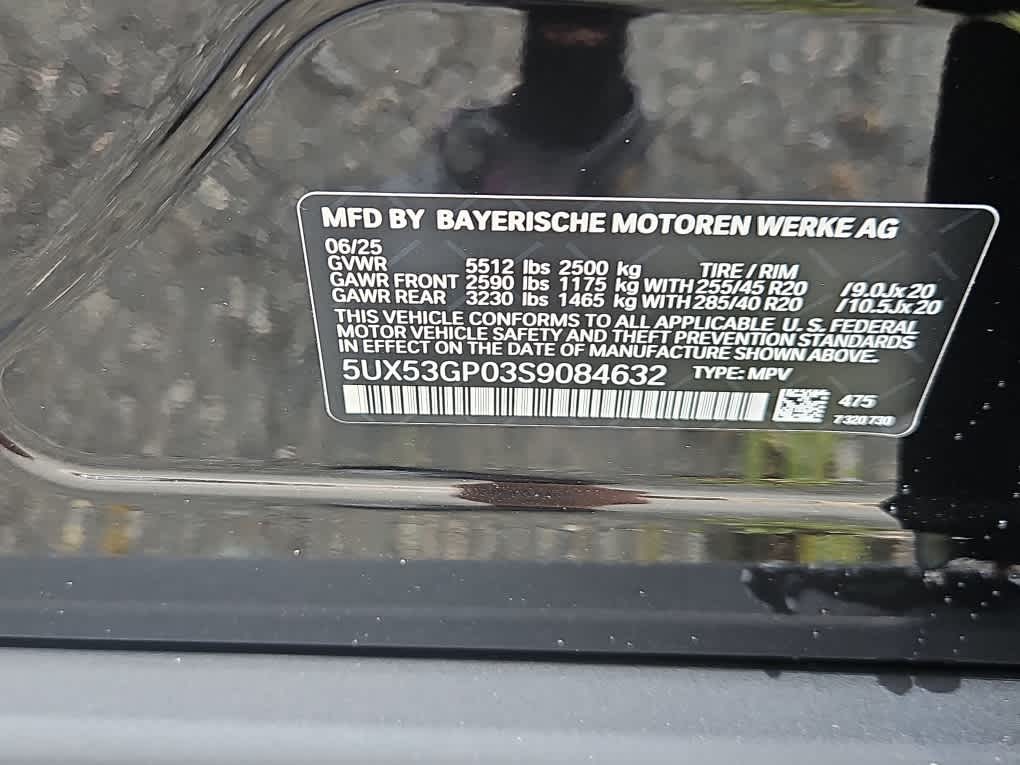 MFD BY BAYERISCHE MOTOREN WERKE AG
06/25
GVWR 5512 lbs 2500 kg TIRE / RIM
GAWR FRONT 2590 lbs 1175 kg WITH 255/45 R20 /9.0Jx20
GAWR REAR 3230 lbs 1465 kg WITH 285/40 R20 /10.5Jx20
THIS VEHICLE CONFORMS TO ALL APPLICABLE U. S. FEDERAL
MOTOR VEHICLE SAFETY AND THEFT PREVENTION STANDARDS
IN EFFECT ON THE DATE OF MANUFACTURE SHOWN ABOVE.
5UX53GP03S9084632 TYPE: MPV
475
7320730